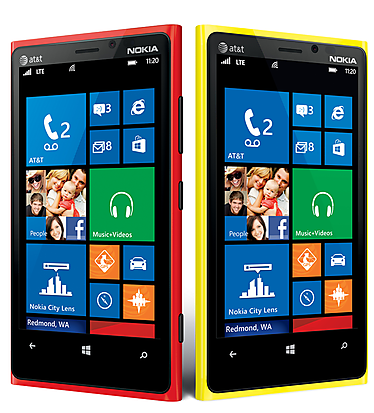 at&t
NOKIA
LTE
11:20
2
3
8
AT&T
People
f
Music+Videos
Nokia City Lens
Redmond, WA
at&t
NOKIA
LTE
11:20
2
3
8
AT&T
People
f
Music+Videos
Nokia City Lens
Redmond, WA